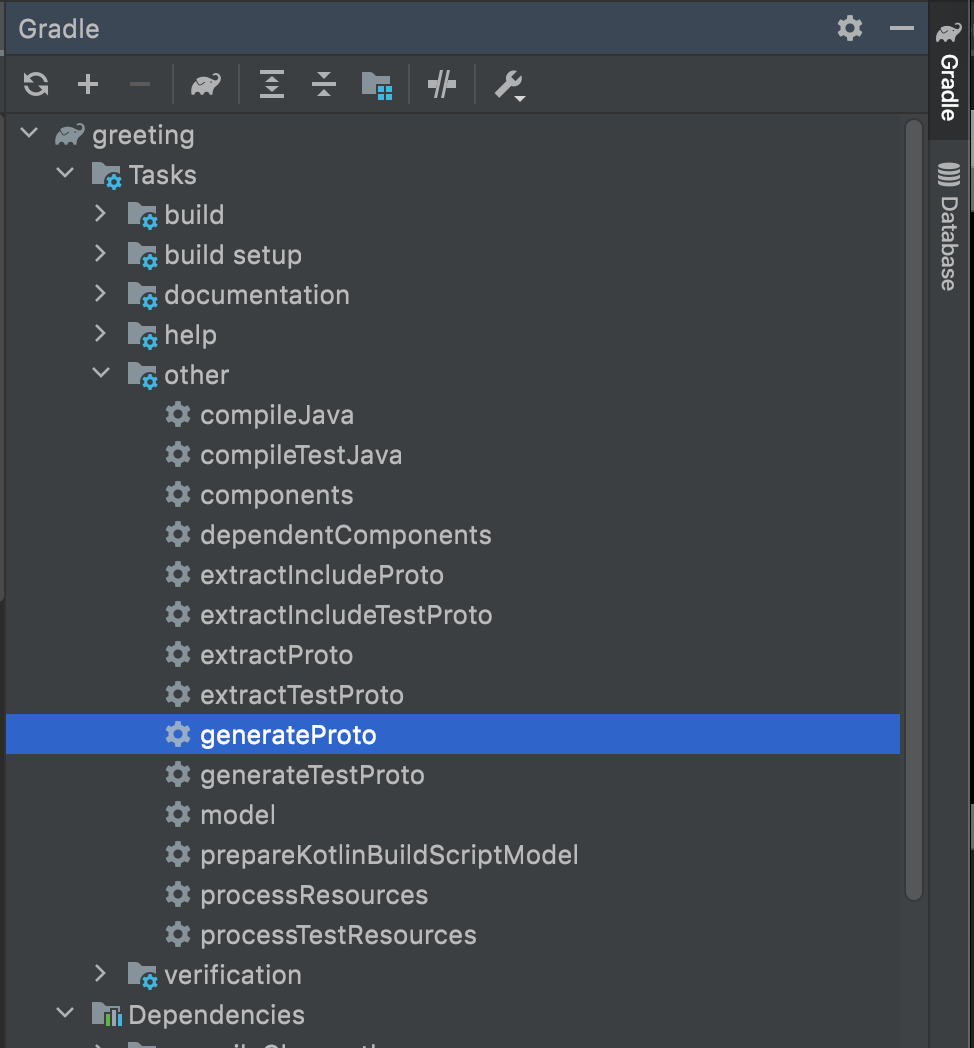 Gradle
greeting
Tasks
build
build setup
documentation
help
other
compileJava
compileTestJava
components
dependentComponents
extractIncludeProto
extractIncludeTestProto
extractProto
extractTestProto
generateProto
generateTestProto
model
prepareKotlinBuildScriptModel
processResources
processTestResources
verification
Dependencies
Gradle
Database